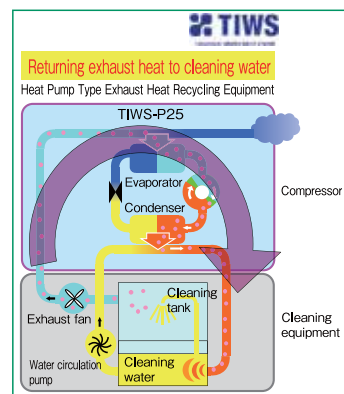 TIWS
Returning exhaust heat to cleaning water
Heat Pump Type Exhaust Heat Recycling Equipment
TIWS-P25
Evaporator
Compressor
Condenser
Cleaning
tank
Exhaust fan
Cleaning
equipment
Water circulation
pump
Cleaning
water